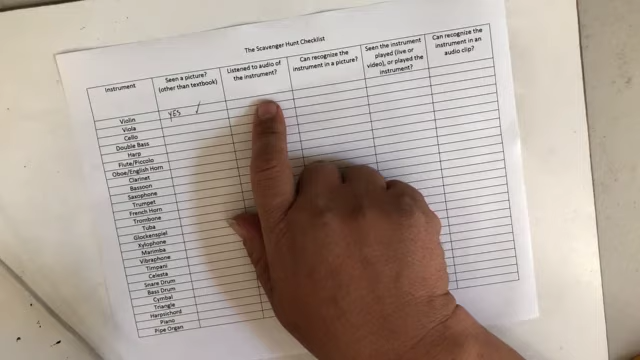 The Scavenger Hunt Checklist
Instrument Seen a picture? (other than textbook) Listened to audio of the instrument? Can recognize the instrument in a picture? Seen the instrument played (live or video), or played the instrument? Can recognize the instrument in an audio clip?
Violin YES ✓
Viola
Cello
Double Bass
Harp
Flute/Piccolo
Oboe/English Horn
Clarinet
Bassoon
Saxophone
Trumpet
French Horn
Trombone
Tuba
Glockenspiel
Xylophone
Marimba
Vibraphone
Timpani
Celesta
Snare Drum
Bass Drum
Cymbal
Triangle
Harpsichord
Piano
Pipe Organ